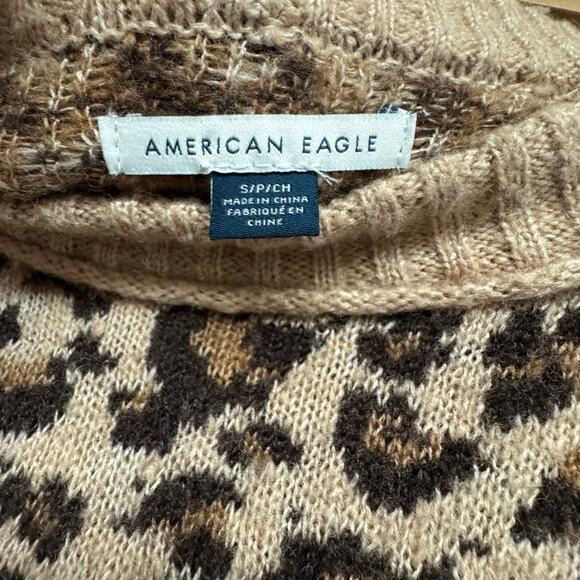 AMERICAN EAGLE
S/P/CH
MADE IN CHINA
FABRIQUÉ EN
CHINE